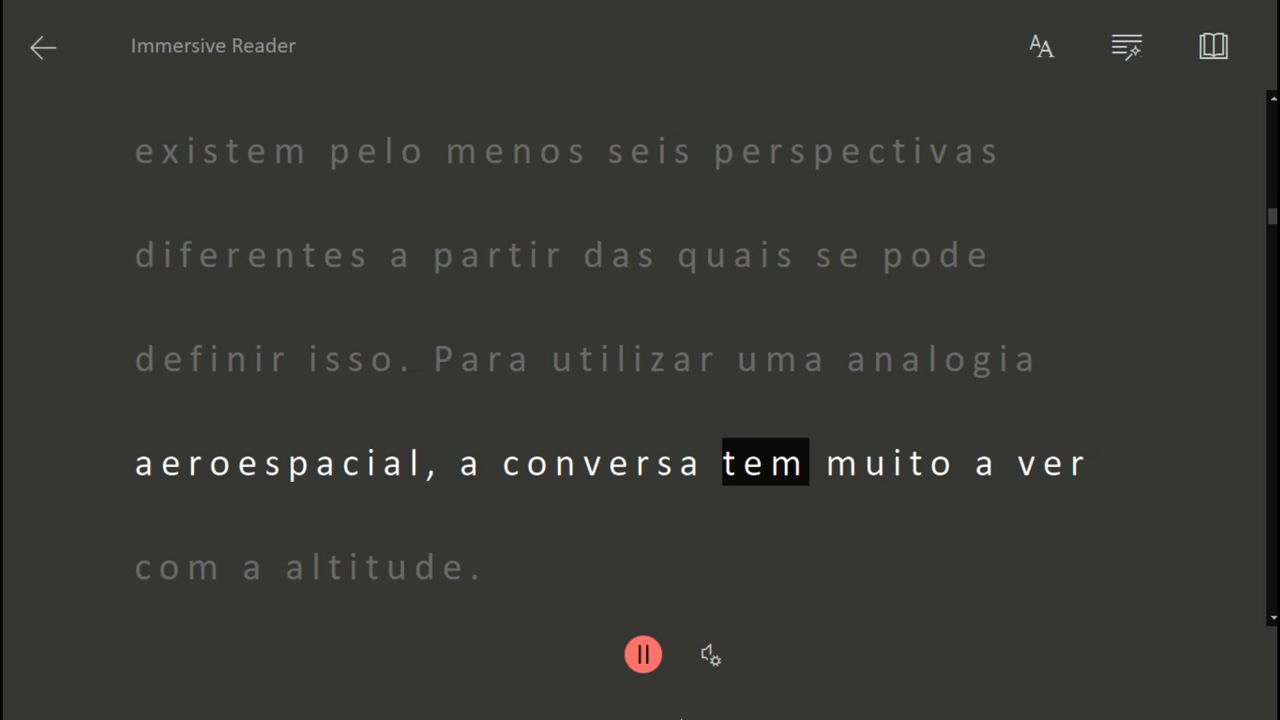 Immersive Reader
existem pelo menos seis perspectivas
diferentes a partir das quais se pode
definir isso. Para utilizar uma analogia
aeroespacial, a conversa tem muito a ver
com a altitude.